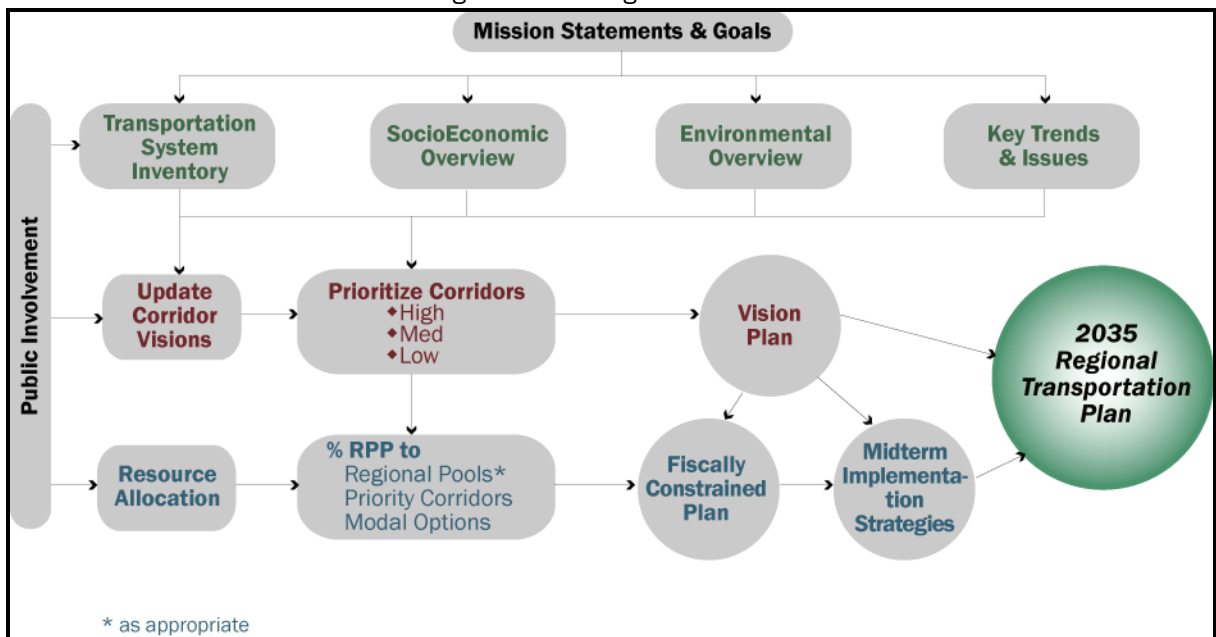 Mission Statements & Goals
Public Involvement
Transportation
System
Inventory
SocioEconomic
Overview
Environmental
Overview
Key Trends
& Issues
Update
Corridor
Visions
Prioritize Corridors
◆High
◆Med
◆Low
Vision
Plan
2035
Regional
Transportation
Plan
Resource
Allocation
% RPP to
Regional Pools*
Priority Corridors
Modal Options
Fiscally
Constrained
Plan
Midterm
Implementa-
tion
Strategies
* as appropriate